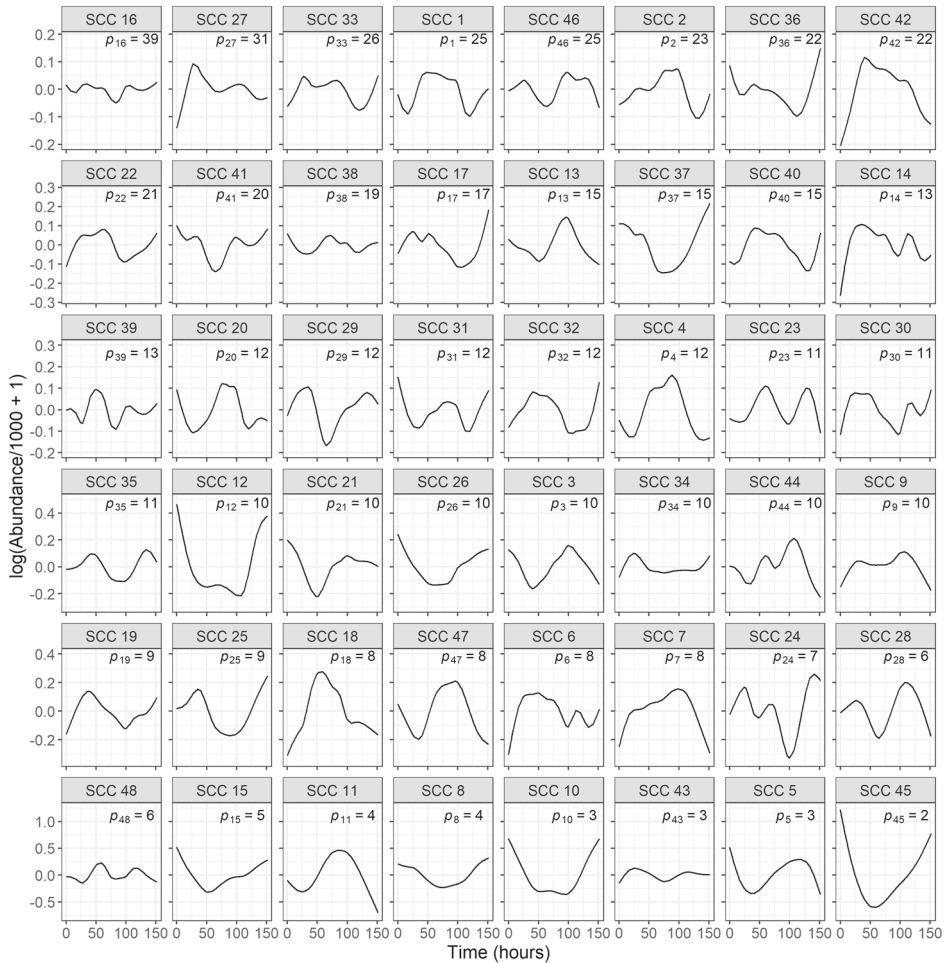 SCC 16 SCC 27 SCC 33 SCC 1 SCC 46 SCC 2 SCC 36 SCC 42
0.2 p16 = 39 p27 = 31 p33 = 26 p1 = 25 p46 = 25 p2 = 23 p36 = 22 p42 = 22
0.1
0.0
-0.1
-0.2
SCC 22 SCC 41 SCC 38 SCC 17 SCC 13 SCC 37 SCC 40 SCC 14
0.3 p22 = 21 p41 = 20 p38 = 19 p17 = 17 p13 = 15 p37 = 15 p40 = 15 p14 = 13
0.2
0.1
0.0
-0.1
-0.2
-0.3
SCC 39 SCC 20 SCC 29 SCC 31 SCC 32 SCC 4 SCC 23 SCC 30
0.3 p39 = 13 p20 = 12 p29 = 12 p31 = 12 p32 = 12 p4 = 12 p23 = 11 p30 = 11
0.2
0.1
0.0
-0.1
-0.2
log(Abundance/1000 + 1)
SCC 35 SCC 12 SCC 21 SCC 26 SCC 3 SCC 34 SCC 44 SCC 9
p35 = 11 p12 = 10 p21 = 10 p26 = 10 p3 = 10 p34 = 10 p44 = 10 p9 = 10
0.4
0.2
0.0
-0.2
SCC 19 SCC 25 SCC 18 SCC 47 SCC 6 SCC 7 SCC 24 SCC 28
0.4 p19 = 9 p25 = 9 p18 = 8 p47 = 8 p6 = 8 p7 = 8 p24 = 7 p28 = 6
0.2
0.0
-0.2
SCC 48 SCC 15 SCC 11 SCC 8 SCC 10 SCC 43 SCC 5 SCC 45
p48 = 6 p15 = 5 p11 = 4 p8 = 4 p10 = 3 p43 = 3 p5 = 3 p45 = 2
1.0
0.5
0.0
-0.5
0 50 100 150 0 50 100 150 0 50 100 150 0 50 100 150 0 50 100 150 0 50 100 150 0 50 100 150 0 50 100 150
Time (hours)